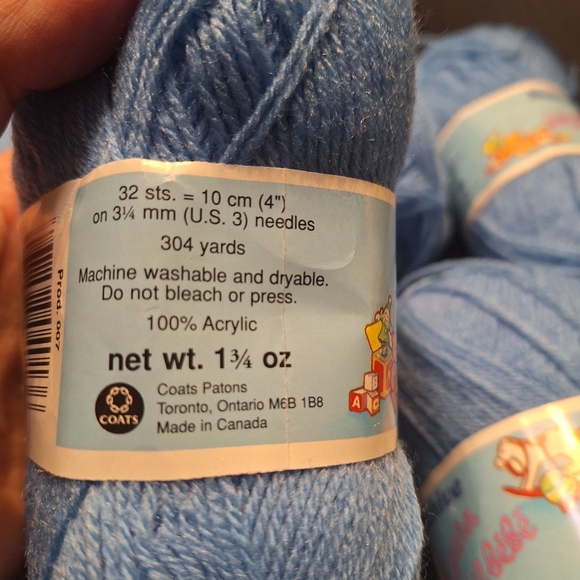 32 sts. = 10 cm (4")
on 3¼ mm (U.S. 3) needles
304 yards
Machine washable and dryable.
Do not bleach or press.
100% Acrylic
net wt. 1¾ oz
COATS
Coats Patons
Toronto, Ontario M6B 1B8
Made in Canada
Prod. 007
A
B
C